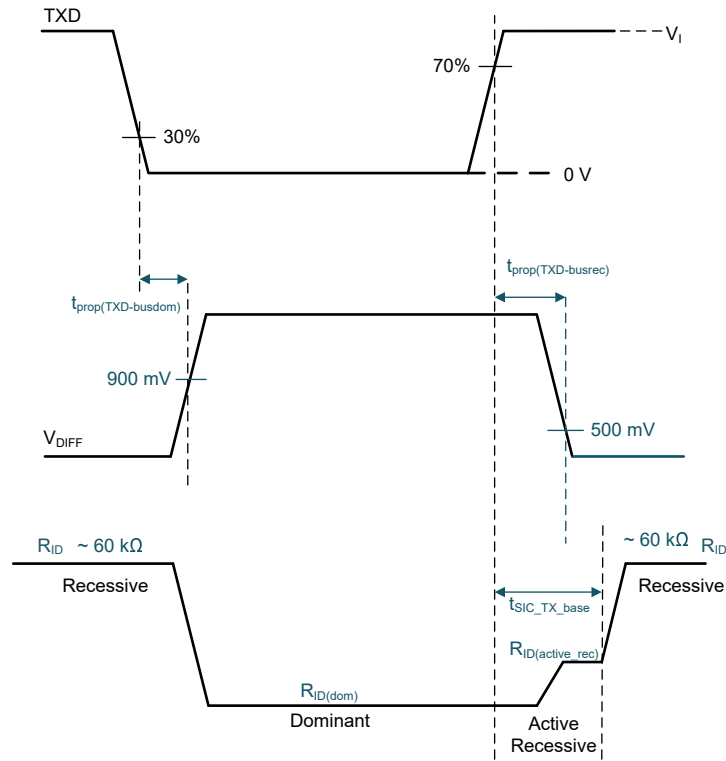 TXD
V_I
70%
30%
0 V
t_prop(TXD-busrec)
t_prop(TXD-busdom)
900 mV
500 mV
V_DIFF
R_ID ~ 60 kΩ
~ 60 kΩ R_ID
Recessive
Recessive
t_SIC_TX_base
R_ID(active_rec)
R_ID(dom)
Dominant
Active
Recessive